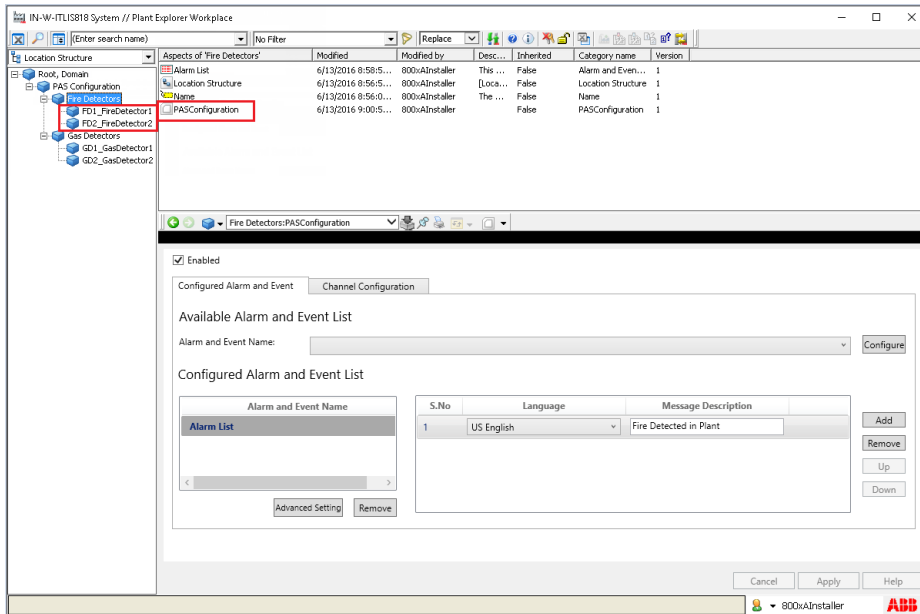 IN-W-ITLIS818 System // Plant Explorer Workplace
(Enter search name) No Filter Replace
Location Structure
Root, Domain
PAS Configuration
Fire Detectors
FD1_FireDetector1
FD2_FireDetector2
Gas Detectors
GD1_GasDetector1
GD2_GasDetector2
Aspects of 'Fire Detectors' Modified Modified by Desc... Inherited Category name Version
Alarm List 6/13/2016 8:58:5... 800xAInstaller This ... False Alarm and Even... 1
Location Structure 6/13/2016 8:56:5... 800xAInstaller [Loca... False Location Structure 1
Name 6/13/2016 8:56:0... 800xAInstaller The ... False Name 1
PASConfiguration 6/13/2016 9:00:5... 800xAInstaller False PASConfiguration 1
Fire Detectors:PASConfiguration
Enabled
Configured Alarm and Event Channel Configuration
Available Alarm and Event List
Alarm and Event Name: Configure
Configured Alarm and Event List
Alarm and Event Name
Alarm List
S.No Language Message Description
1 US English Fire Detected in Plant
Add
Remove
Up
Down
Advanced Setting Remove
Cancel Apply Help
800xAInstaller ABB